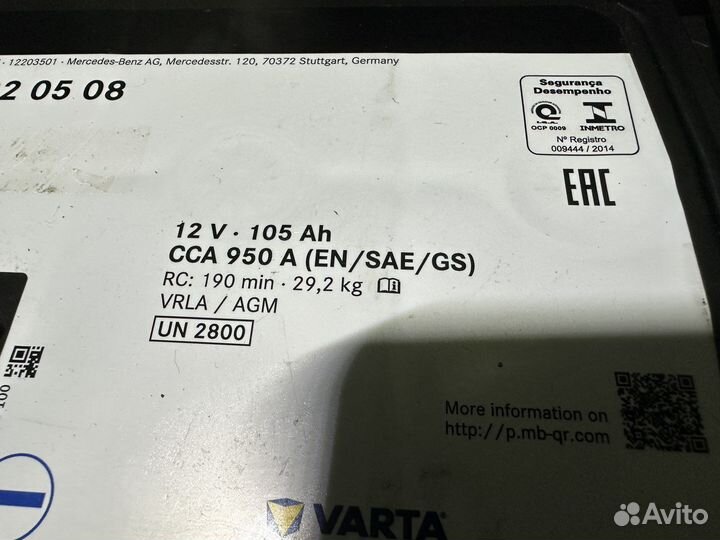 · 12203501 · Mercedes-Benz AG, Mercedesstr. 120, 70372 Stuttgart, Germany
2 05 08
Segurança
Desempenho
OCP 0009
INMETRO
Nº Registro
009444 / 2014
EAC
12 V · 105 Ah
CCA 950 A (EN/SAE/GS)
RC: 190 min · 29,2 kg
VRLA / AGM
UN 2800
100
More information on
http://p.mb-qr.com
VARTA
Avito